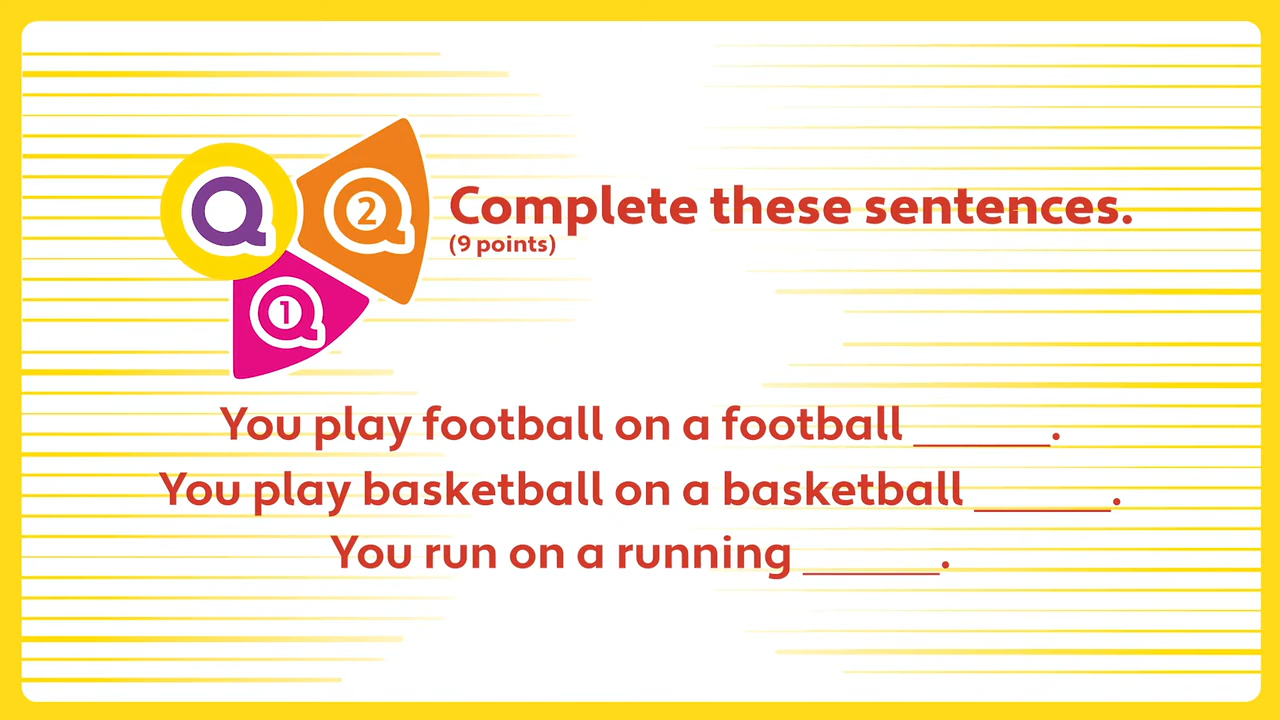 Q
2
Complete these sentences.
(9 points)
1
You play football on a football ______.
You play basketball on a basketball ______.
You run on a running ______.